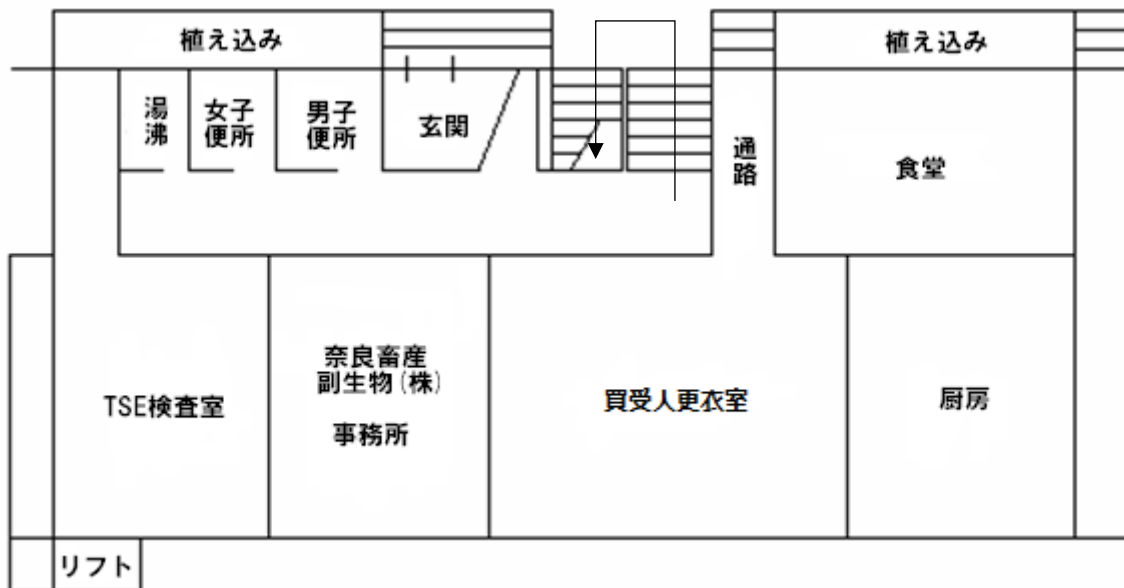 植え込み
植え込み
湯
沸
女子
便所
男子
便所
玄関
通
路
食堂
奈良畜産
副生物(株)
事務所
TSE検査室
買受人更衣室
厨房
リフト